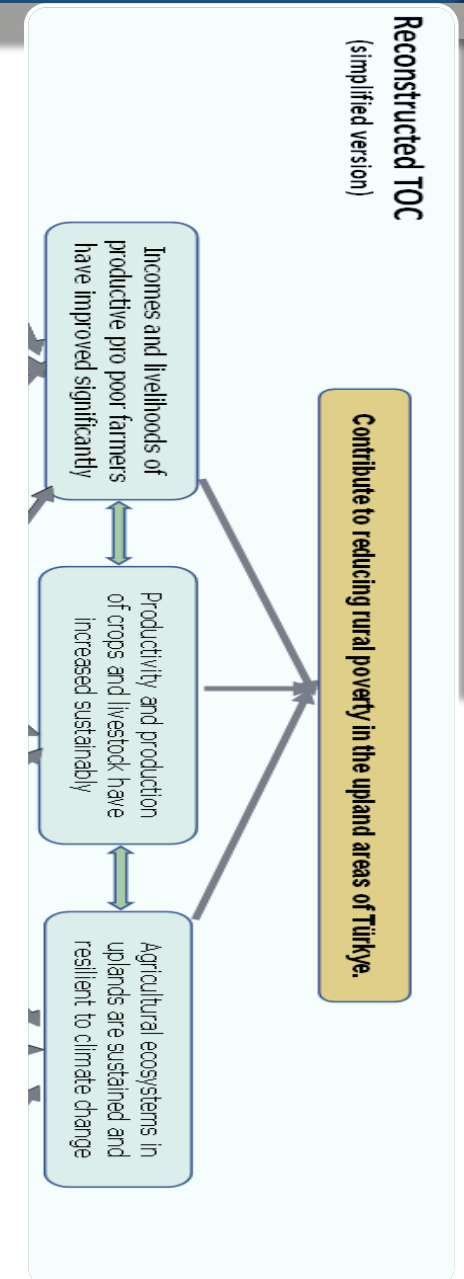 Reconstructed TOC
(simplified version)
Contribute to reducing rural poverty in the upland areas of Türkye.
Incomes and livelihoods of
productive pro poor farmers
have improved significantly
Productivity and production
of crops and livestock have
increased sustainably
Agricultural ecosystems in
uplands are sustained and
resilient to climate change